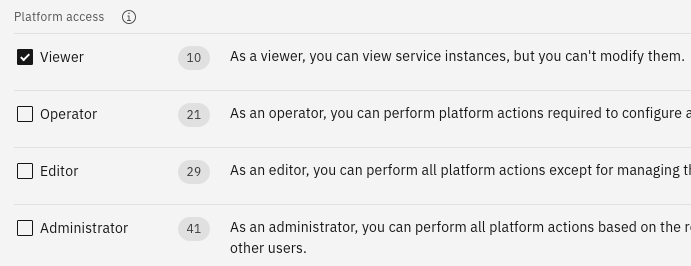 Platform access
Viewer 10 As a viewer, you can view service instances, but you can't modify them.
Operator 21 As an operator, you can perform platform actions required to configure
Editor 29 As an editor, you can perform all platform actions except for managing
Administrator 41 As an administrator, you can perform all platform actions based on the
other users.